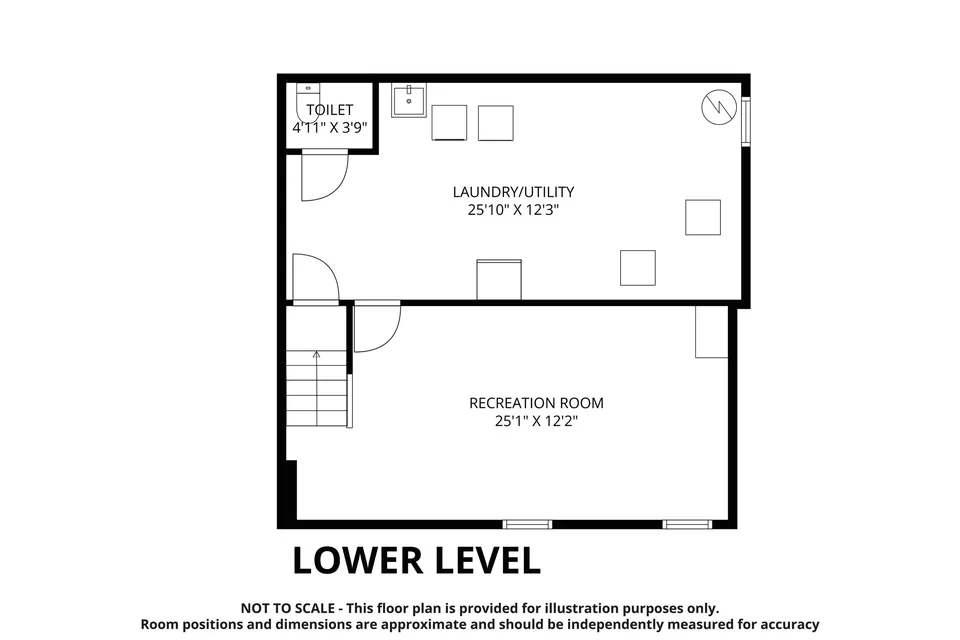 TOILET
4'11" X 3'9"
LAUNDRY/UTILITY
25'10" X 12'3"
RECREATION ROOM
25'1" X 12'2"
LOWER LEVEL
NOT TO SCALE - This floor plan is provided for illustration purposes only.
Room positions and dimensions are approximate and should be independently measured for accuracy